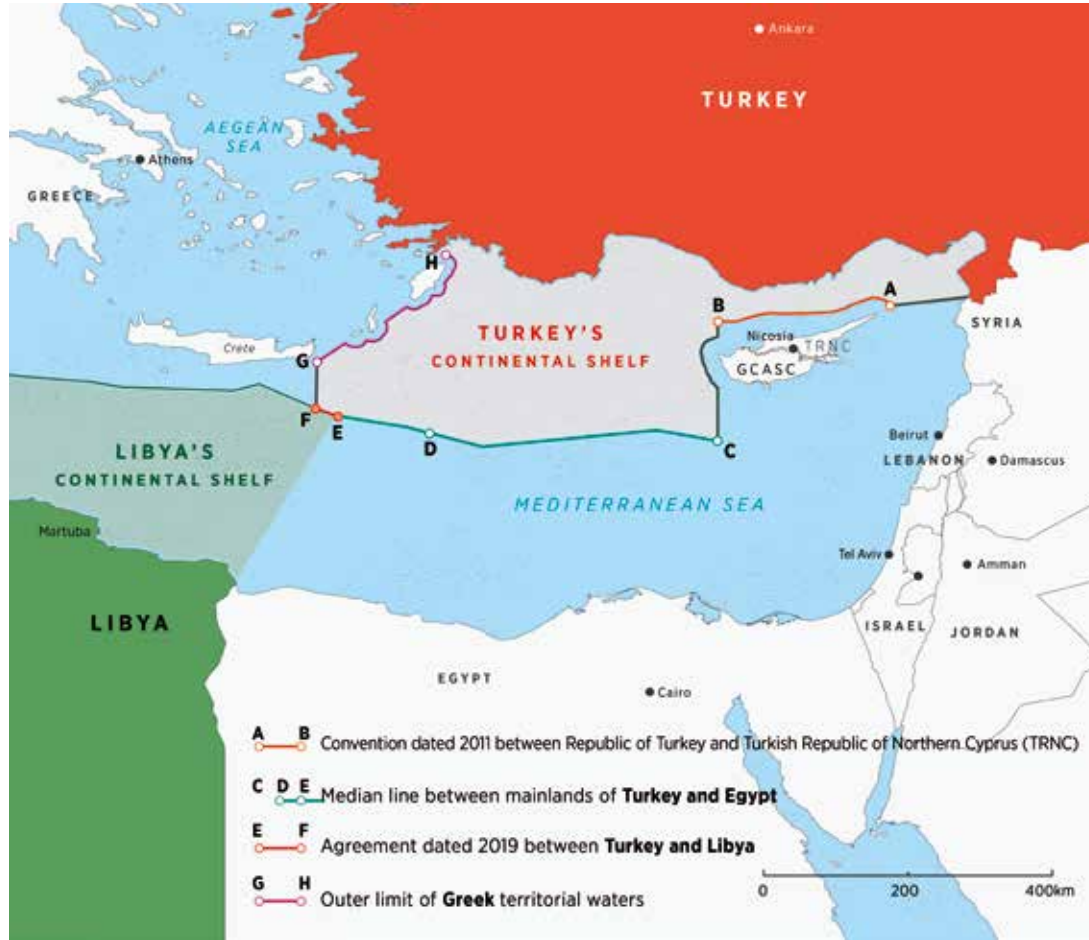 Ankara
TURKEY
AEGEAN
SEA
Athens
GREECE
H
A
B
TURKEY'S
CONTINENTAL SHELF
SYRIA
Nicosia
TRNC
GCASC
Crete
G
F
E
D
C
LIBYA'S
CONTINENTAL SHELF
Beirut
LEBANON
Damascus
MEDITERRANEAN SEA
Martuba
Tel Aviv
Amman
LIBYA
ISRAEL
JORDAN
EGYPT
Cairo
A B Convention dated 2011 between Republic of Turkey and Turkish Republic of Northern Cyprus (TRNC)
C D E Median line between mainlands of Turkey and Egypt
E F Agreement dated 2019 between Turkey and Libya
G H Outer limit of Greek territorial waters
0 200 400km